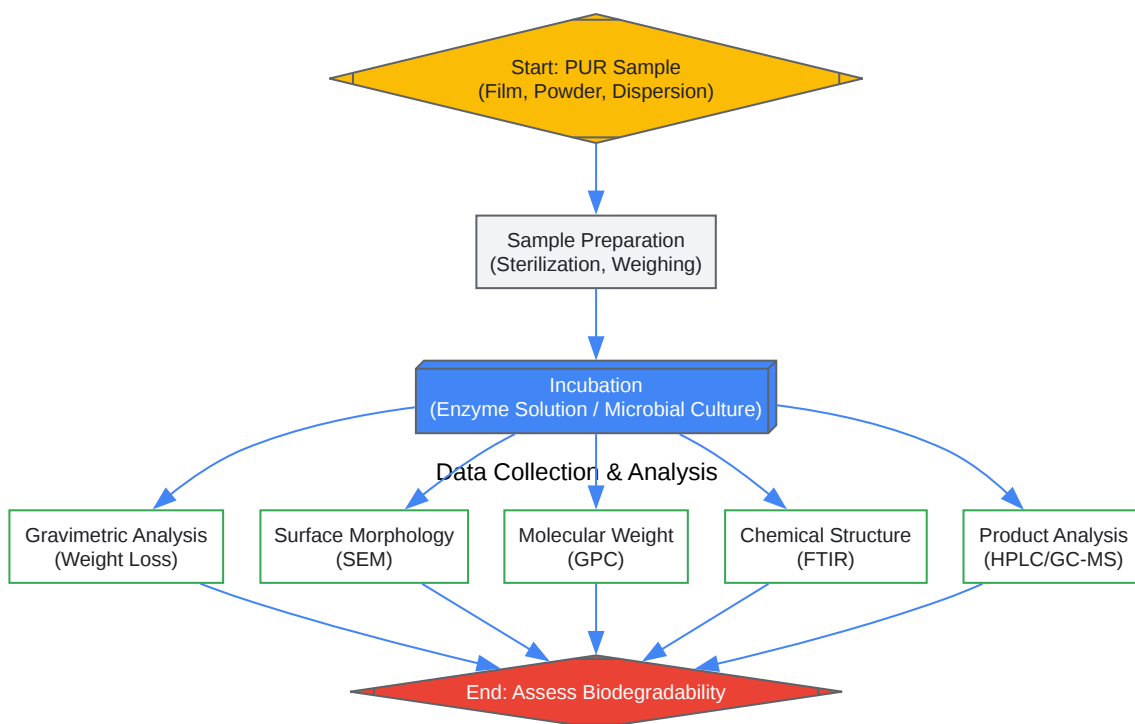 Start: PUR Sample
(Film, Powder, Dispersion)
Sample Preparation
(Sterilization, Weighing)
Incubation
(Enzyme Solution / Microbial Culture)
Data Collection & Analysis
Gravimetric Analysis
(Weight Loss)
Surface Morphology
(SEM)
Molecular Weight
(GPC)
Chemical Structure
(FTIR)
Product Analysis
(HPLC/GC-MS)
End: Assess Biodegradability